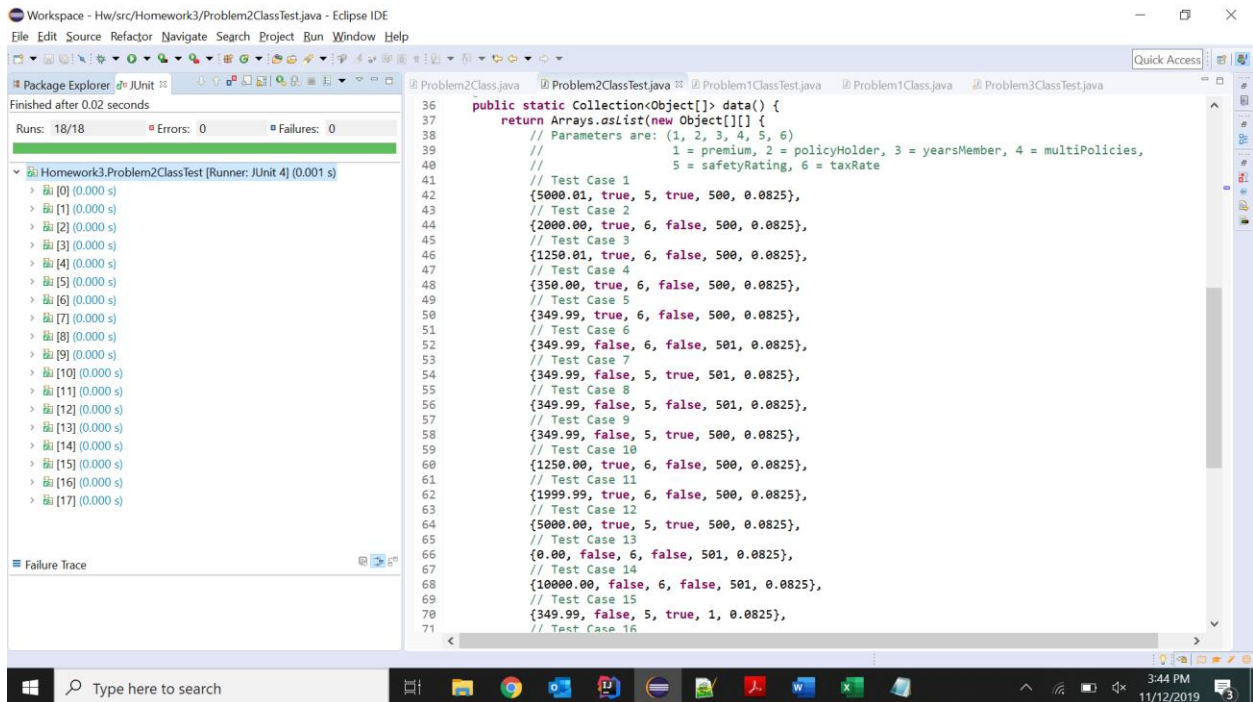 Workspace - Hw/src/Homework3/Problem2ClassTest.java - Eclipse IDE
File Edit Source Refactor Navigate Search Project Run Window Help
Quick Access
Package Explorer JUnit
Finished after 0.02 seconds
Runs: 18/18 Errors: 0 Failures: 0
Homework3.Problem2ClassTest [Runner: JUnit 4] (0.001 s)
[0] (0.000 s)
[1] (0.000 s)
[2] (0.000 s)
[3] (0.000 s)
[4] (0.000 s)
[5] (0.000 s)
[6] (0.000 s)
[7] (0.000 s)
[8] (0.000 s)
[9] (0.000 s)
[10] (0.000 s)
[11] (0.000 s)
[12] (0.000 s)
[13] (0.000 s)
[14] (0.000 s)
[15] (0.000 s)
[16] (0.000 s)
[17] (0.000 s)
Failure Trace
Problem2Class.java Problem2ClassTest.java Problem1ClassTest.java Problem1Class.java Problem3ClassTest.java
36 public static Collection<Object[]> data() {
37 return Arrays.asList(new Object[][] {
38 // Parameters are: (1, 2, 3, 4, 5, 6)
39 // 1 = premium, 2 = policyHolder, 3 = yearsMember, 4 = multiPolicies,
40 // 5 = safetyRating, 6 = taxRate
41 // Test Case 1
42 {5000.01, true, 5, true, 500, 0.0825},
43 // Test Case 2
44 {2000.00, true, 6, false, 500, 0.0825},
45 // Test Case 3
46 {1250.01, true, 6, false, 500, 0.0825},
47 // Test Case 4
48 {350.00, true, 6, false, 500, 0.0825},
49 // Test Case 5
50 {349.99, true, 6, false, 500, 0.0825},
51 // Test Case 6
52 {349.99, false, 6, false, 501, 0.0825},
53 // Test Case 7
54 {349.99, false, 5, true, 501, 0.0825},
55 // Test Case 8
56 {349.99, false, 5, false, 501, 0.0825},
57 // Test Case 9
58 {349.99, false, 5, true, 500, 0.0825},
59 // Test Case 10
60 {1250.00, true, 6, false, 500, 0.0825},
61 // Test Case 11
62 {1999.99, true, 6, false, 500, 0.0825},
63 // Test Case 12
64 {5000.00, true, 5, true, 500, 0.0825},
65 // Test Case 13
66 {0.00, false, 6, false, 501, 0.0825},
67 // Test Case 14
68 {10000.00, false, 6, false, 501, 0.0825},
69 // Test Case 15
70 {349.99, false, 5, true, 1, 0.0825},
71 // Test Case 16
Type here to search
3:44 PM
11/12/2019
3